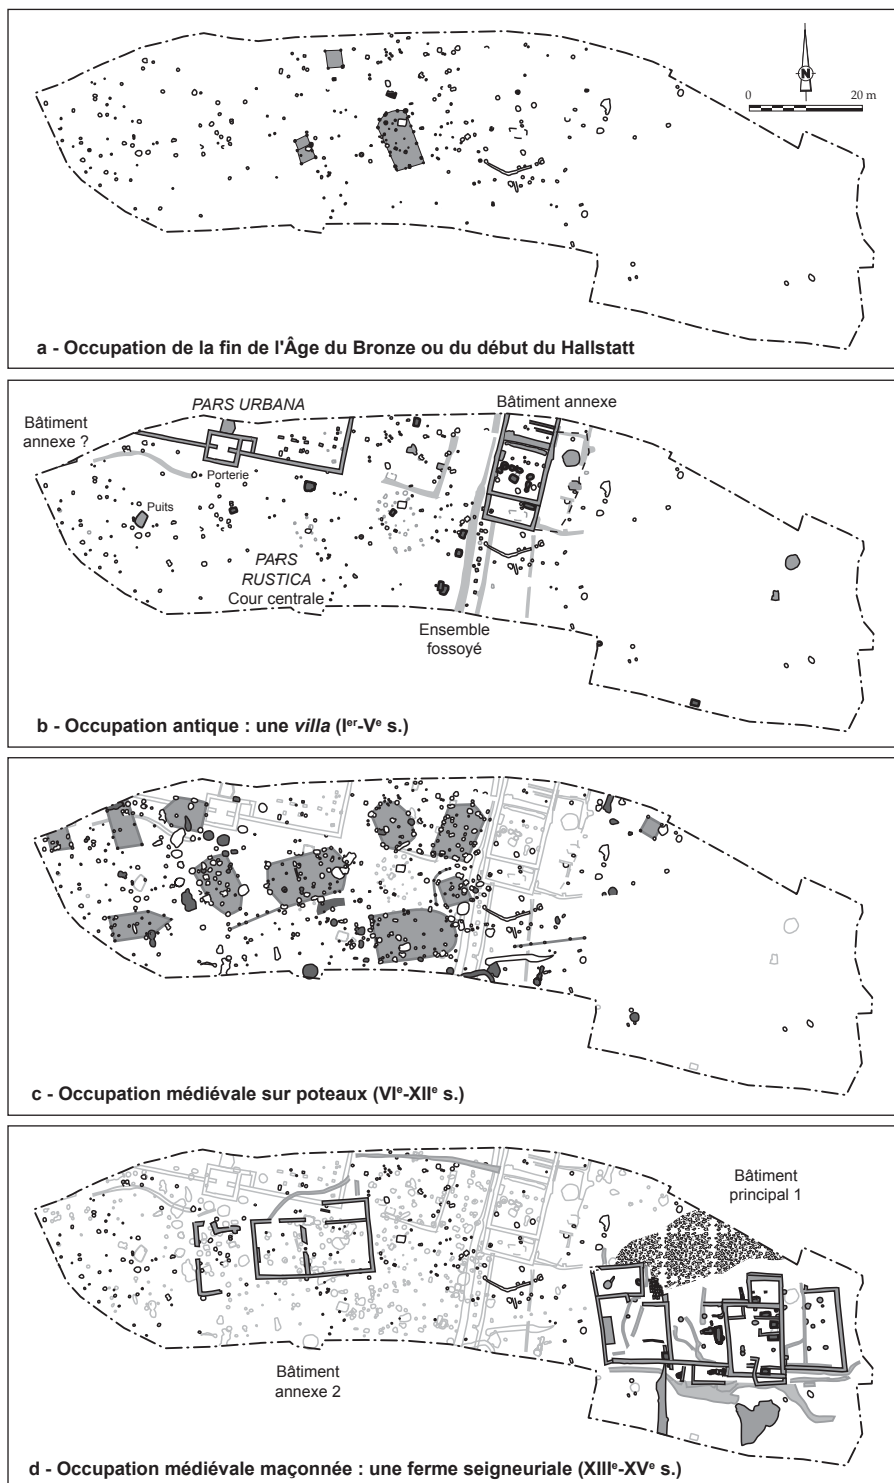 N
0 20 m
a - Occupation de la fin de l'Âge du Bronze ou du début du Hallstatt
PARS URBANA
Bâtiment annexe
Bâtiment
annexe ?
Porterie
Puits
PARS
RUSTICA
Cour centrale
Ensemble
fossoyé
b - Occupation antique : une villa (Ier-Ve s.)
c - Occupation médiévale sur poteaux (VIe-XIIe s.)
Bâtiment
principal 1
Bâtiment
annexe 2
d - Occupation médiévale maçonnée : une ferme seigneuriale (XIIIe-XVe s.)